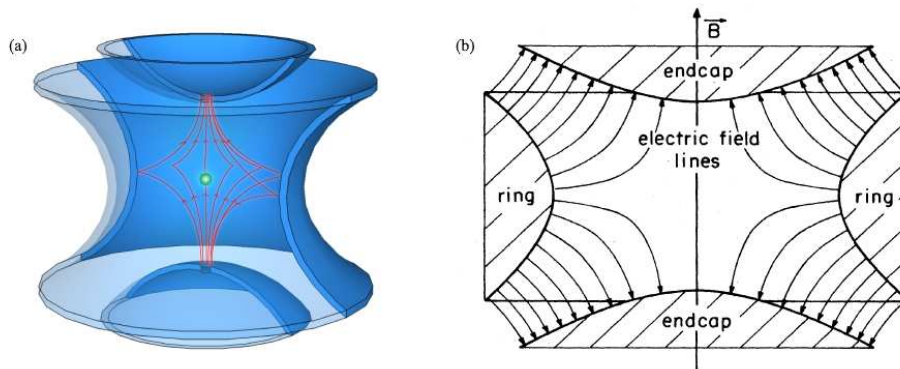 (a)
(b)
B
endcap
electric field
lines
ring
ring
endcap